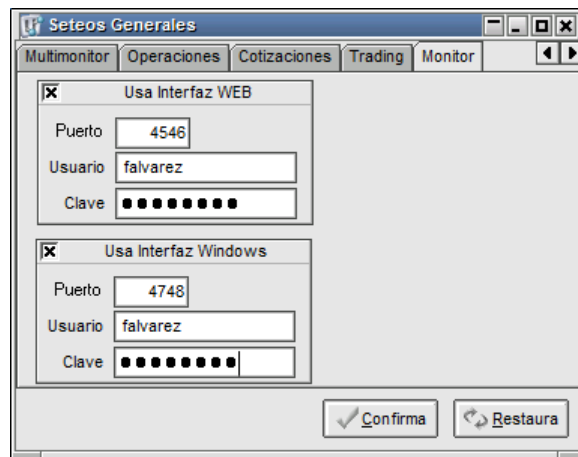 Seteos Generales
Multimonitor Operaciones Cotizaciones Trading Monitor
Usa Interfaz WEB
Puerto 4546
Usuario falvarez
Clave ●●●●●●●●
Usa Interfaz Windows
Puerto 4748
Usuario falvarez
Clave ●●●●●●●●
Confirma Restaura